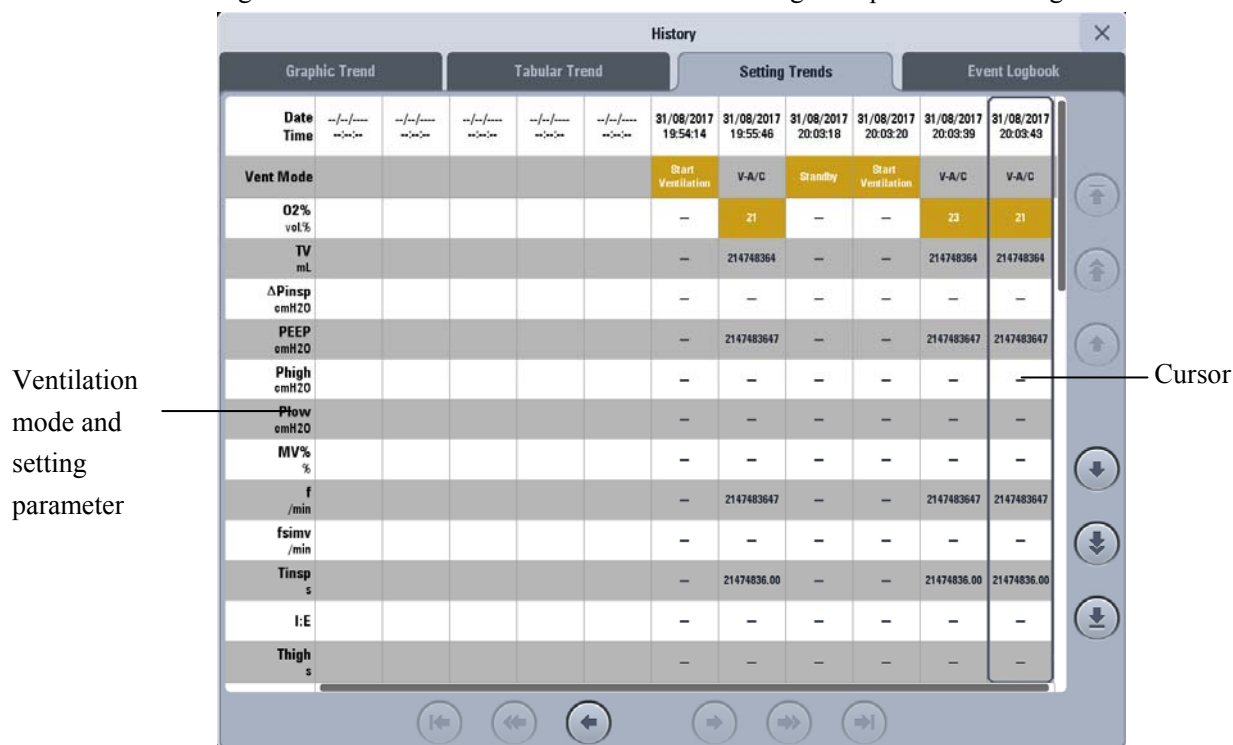 History
Graphic Trend Tabular Trend Setting Trends Event Logbook
Date --/--/---- --/--/---- --/--/---- --/--/---- --/--/---- 31/08/2017 31/08/2017 31/08/2017 31/08/2017 31/08/2017 31/08/2017
Time --:--:-- --:--:-- --:--:-- --:--:-- --:--:-- 19:54:14 19:55:46 20:03:18 20:03:20 20:03:39 20:03:43
Vent Mode Start Ventilation V-A/C Standby Start Ventilation V-A/C V-A/C
O2% vol.% – 21 – – 23 21
TV mL – 214748364 – – 214748364 214748364
ΔPinsp cmH2O – – – – – –
PEEP cmH2O – 2147483647 – – 2147483647 2147483647
Phigh cmH2O – – – – – –
Plow cmH2O – – – – – –
MV% % – – – – – –
f /min – 2147483647 – – 2147483647 2147483647
fsimv /min – – – – – –
Tinsp s – 21474836.00 – – 21474836.00 21474836.00
I:E – – – – – –
Thigh s – – – – – –
Ventilation
mode and
setting
parameter
Cursor